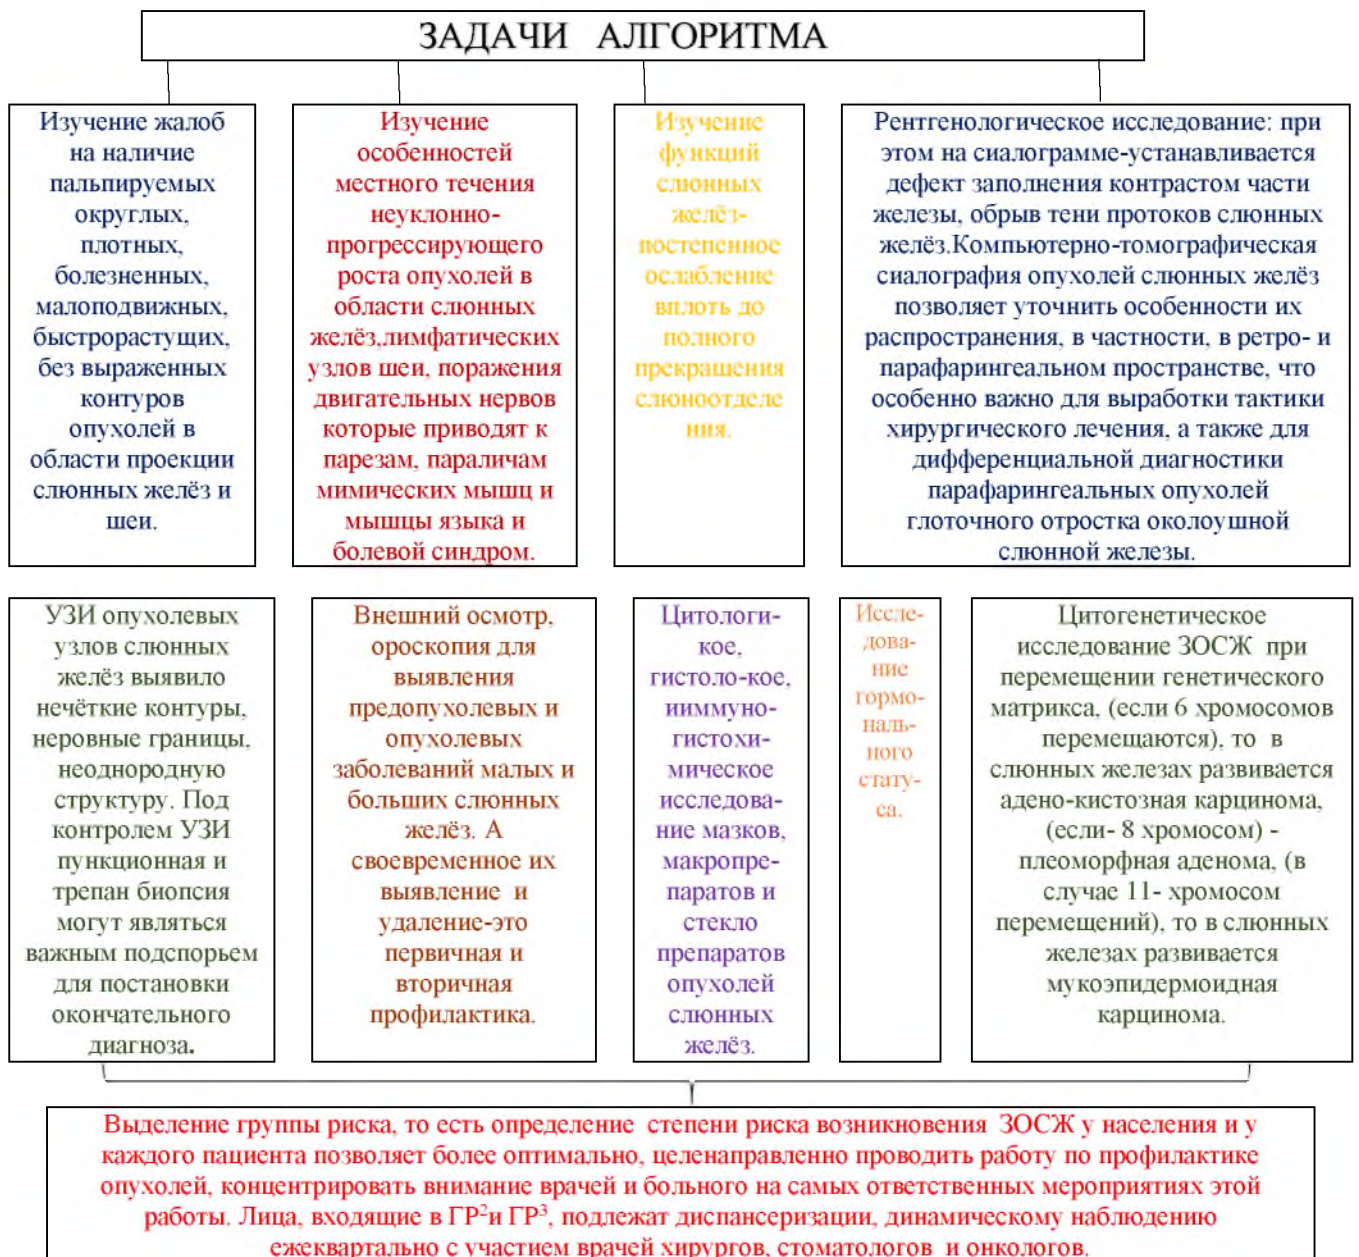 ЗАДАЧИ АЛГОРИТМА
Изучение жалоб
на наличие
пальпируемых
округлых,
плотных,
болезненных,
малоподвижных,
быстрорастущих,
без выраженных
контуров
опухолей в
области проекции
слюнных желёз и
шеи.
Изучение
особенностей
местного течения
неуклонно-
прогрессирующего
роста опухолей в
области слюнных
желёз,лимфатических
узлов шеи, поражения
двигательных нервов
которые приводят к
парезам, параличам
мимических мышц и
мышцы языка и
болевой синдром.
Изучение
функций
слюнных
желёз-
постепенное
ослабление
вплоть до
полного
прекращения
слюноотделе
ния.
Рентгенологическое исследование: при
этом на сиалограмме-устанавливается
дефект заполнения контрастом части
железы, обрыв тени протоков слюнных
желёз.Компьютерно-томографическая
сиалография опухолей слюнных желёз
позволяет уточнить особенности их
распространения, в частности, в ретро- и
парафарингеальном пространстве, что
особенно важно для выработки тактики
хирургического лечения, а также для
дифференциальной диагностики
парафарингеальных опухолей
глоточного отростка околоушной
слюнной железы.
УЗИ опухолевых
узлов слюнных
желёз выявило
нечёткие контуры,
неровные границы,
неоднородную
структуру. Под
контролем УЗИ
пункционная и
трепан биопсия
могут являться
важным подспорьем
для постановки
окончательного
диагноза.
Внешний осмотр,
ороскопия для
выявления
предопухолевых и
опухолевых
заболеваний малых и
больших слюнных
желёз. А
своевременное их
выявление и
удаление-это
первичная и
вторичная
профилактика.
Цитологи-
кое,
гистоло-кое,
ииммуно-
гистохи-
мическое
исследова-
ние мазков,
макропре-
паратов и
стекло
препаратов
опухолей
слюнных
желёз.
Иссле-
дова-
ние
гормо-
наль-
ного
стату-
са.
Цитогенетическое
исследование ЗОСЖ при
перемещении генетического
матрикса, (если 6 хромосомов
перемещаются), то в
слюнных железах развивается
адено-кистозная карцинома,
(если- 8 хромосом) -
плеоморфная аденома, (в
случае 11- хромосом
перемещений), то в слюнных
железах развивается
мукоэпидермоидная
карцинома.
Выделение группы риска, то есть определение степени риска возникновения ЗОСЖ у населения и у
каждого пациента позволяет более оптимально, целенаправленно проводить работу по профилактике
опухолей, концентрировать внимание врачей и больного на самых ответственных мероприятиях этой
работы. Лица, входящие в ГР²и ГР³, подлежат диспансеризации, динамическому наблюдению
ежеквартально с участием врачей хирургов, стоматологов и онкологов.